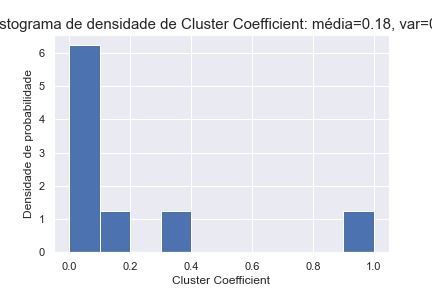 stograma de densidade de Cluster Coefficient: média=0.18, var=0
6
5
4
3
2
1
0
Densidade de probabilidade
0.0 0.2 0.4 0.6 0.8 1.0
Cluster Coefficient